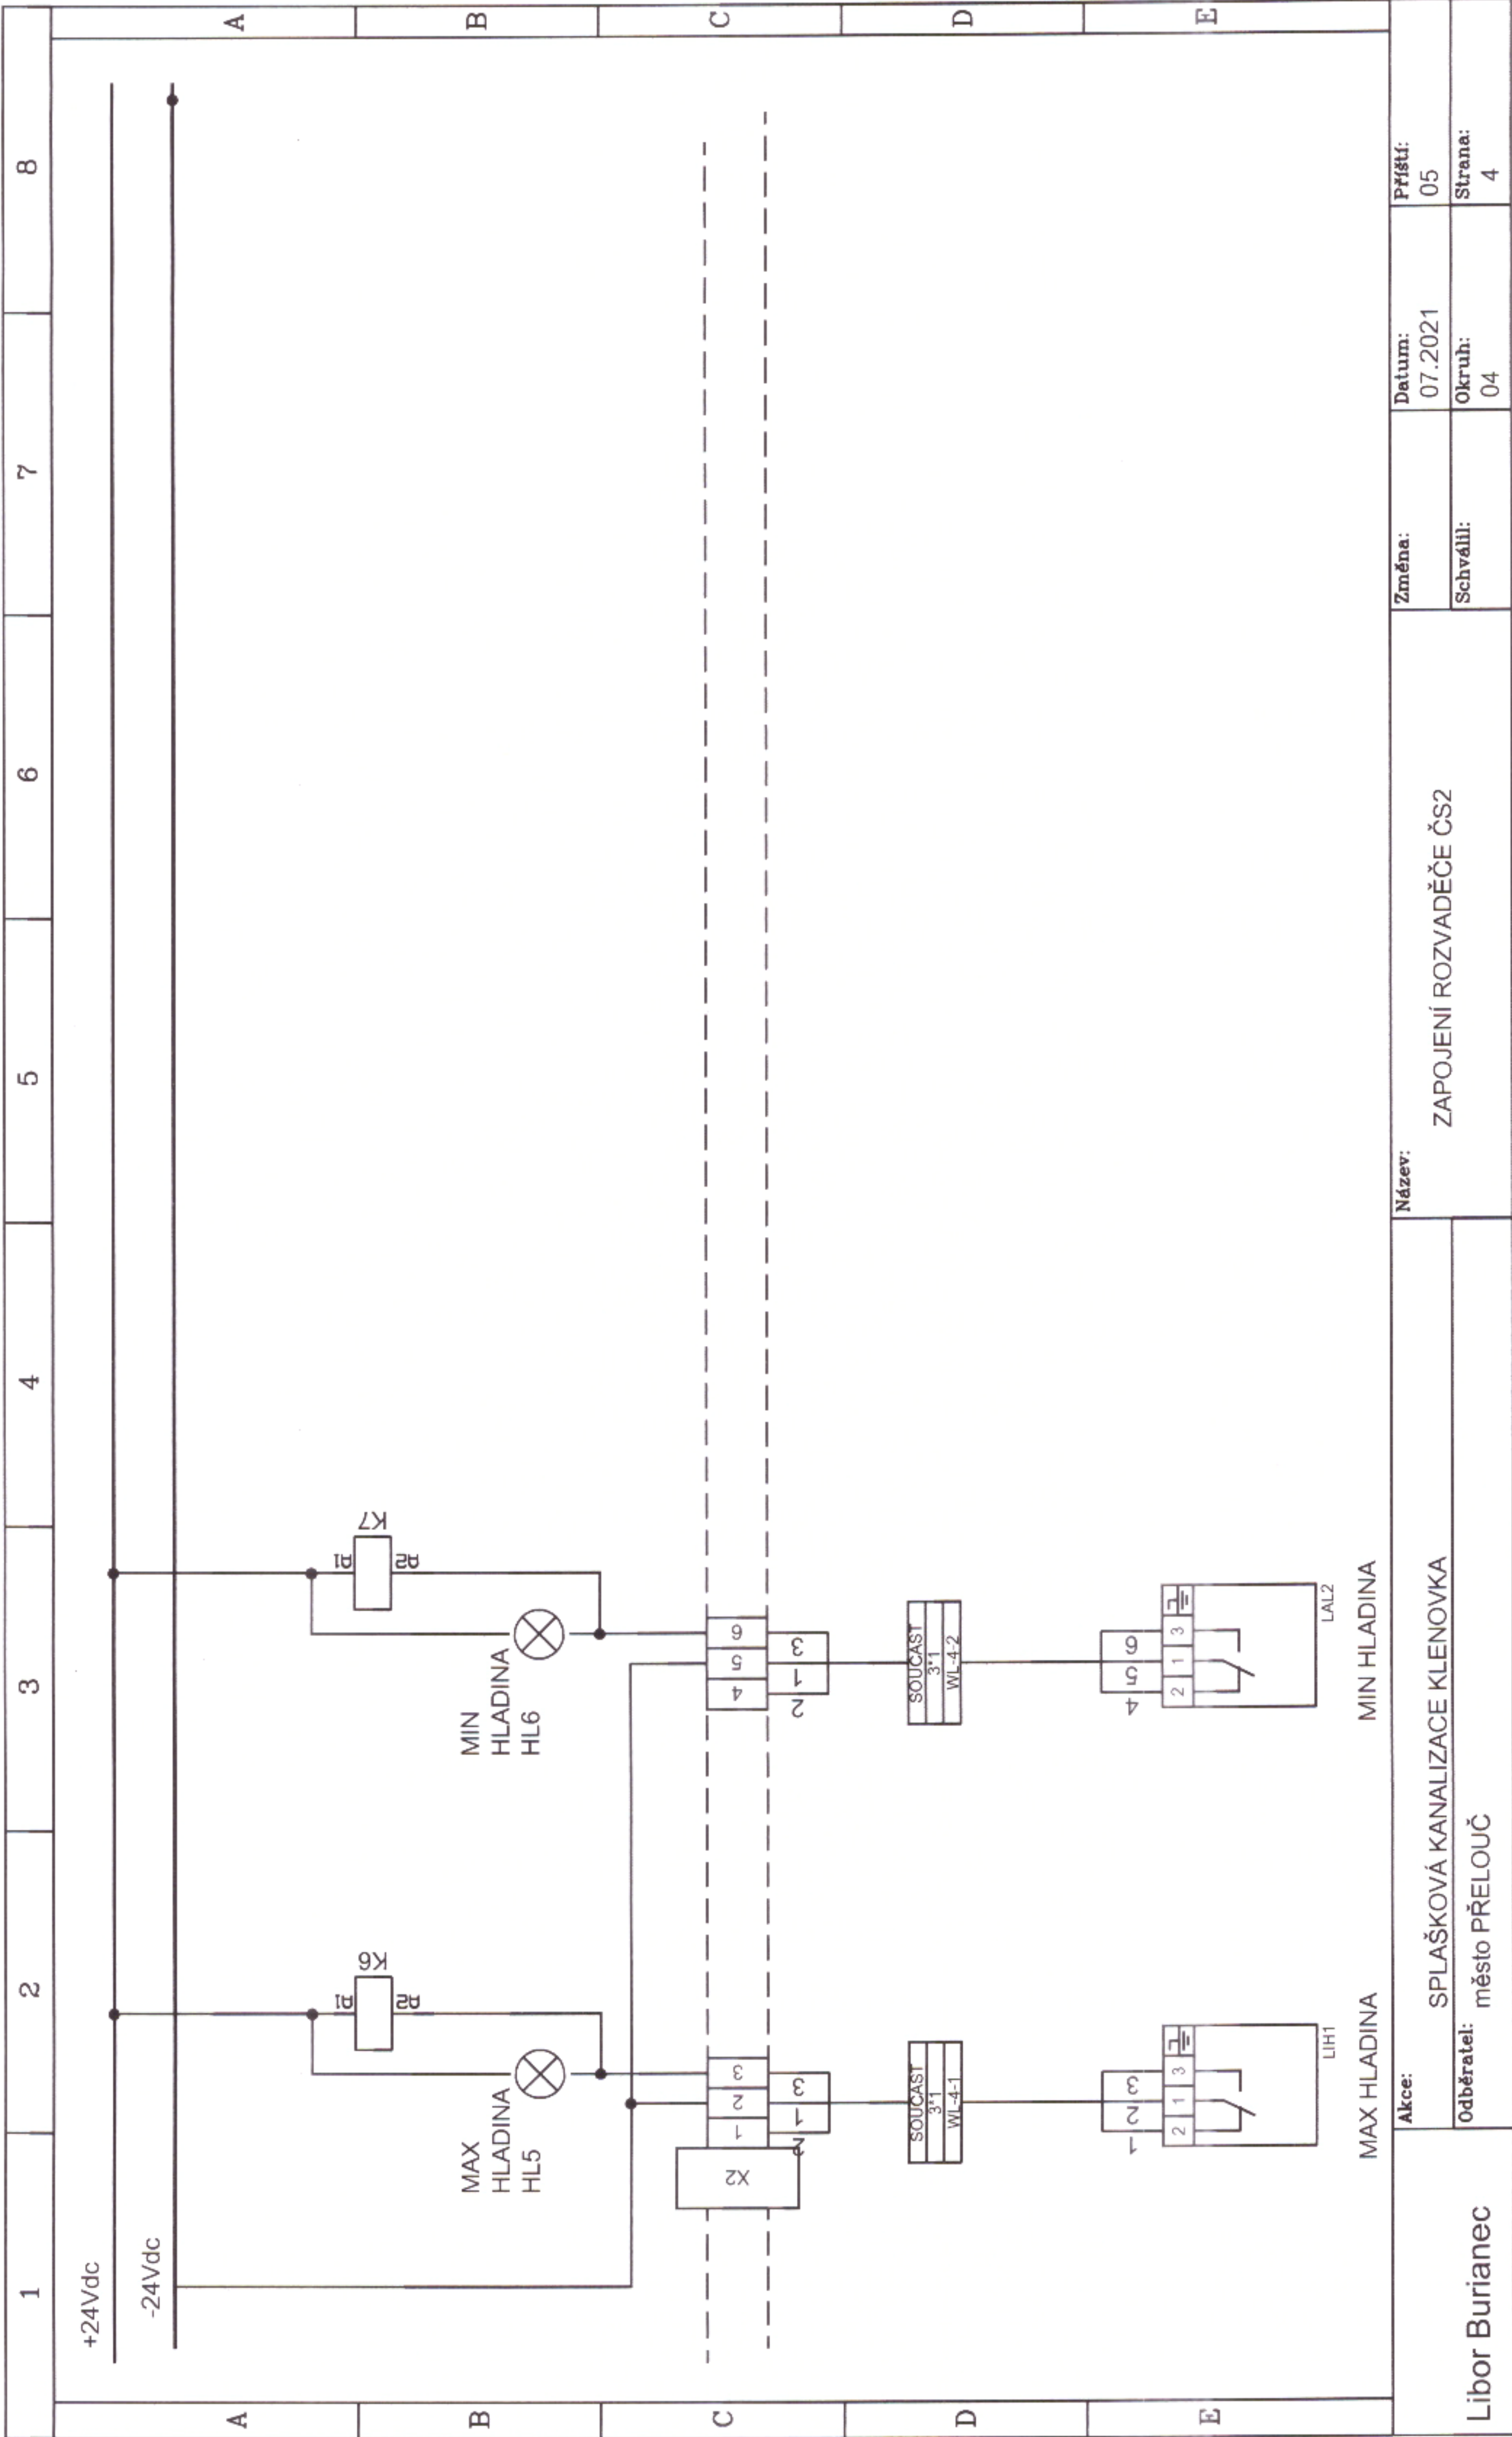 1 2 3 4 5 6 7 8
A
A
B
B
C
C
D
D
E
E
+24Vdc
-24Vdc
K6
a1
a2
K7
a1
a2
MAX
HLADINA
HL5
MIN
HLADINA
HL6
X2
1 2 3
4 5 6
2 1 3
2 1 3
SOUČÁST
3*1
WL-4-1
SOUČÁST
3*1
WL-4-2
1 2 3
2 1 3
LIH1
MAX HLADINA
4 5 6
2 1 3
LAL2
MIN HLADINA
Libor Burianec
Akce:
SPLAŠKOVÁ KANALIZACE KLENOVKA
Odběratel:
město PŘELOUČ
Název:
ZAPOJENÍ ROZVADĚČE ČS2
Změna:
Schválil:
Datum:
07.2021
Okruh:
04
Příští:
05
Strana:
4